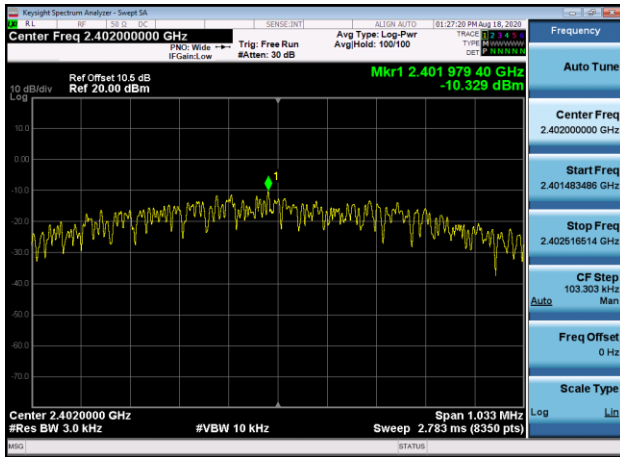 Keysight Spectrum Analyzer - Swept SA
RL RF 50 Ω DC SENSE:INT ALIGN AUTO 01:27:20 PM Aug 18, 2020
Center Freq 2.402000000 GHz
PNO: Wide
IFGain:Low
Trig: Free Run
#Atten: 30 dB
Avg Type: Log-Pwr
Avg|Hold: 100/100
TRACE 1 2 3 4 5 6
TYPE M WWWWW
DET P N N N N N
Frequency
Auto Tune
Center Freq
2.402000000 GHz
Start Freq
2.401483486 GHz
Stop Freq
2.402516514 GHz
CF Step
103.303 kHz
Auto Man
Freq Offset
0 Hz
Scale Type
Log Lin
Ref Offset 10.5 dB
Ref 20.00 dBm
10 dB/div
Log
Mkr1 2.401 979 40 GHz
-10.329 dBm
10.0
0.00
-10.0
-20.0
-30.0
-40.0
-50.0
-60.0
-70.0
1
Center 2.4020000 GHz
#Res BW 3.0 kHz
#VBW 10 kHz
Span 1.033 MHz
Sweep 2.783 ms (8350 pts)
MSG
STATUS